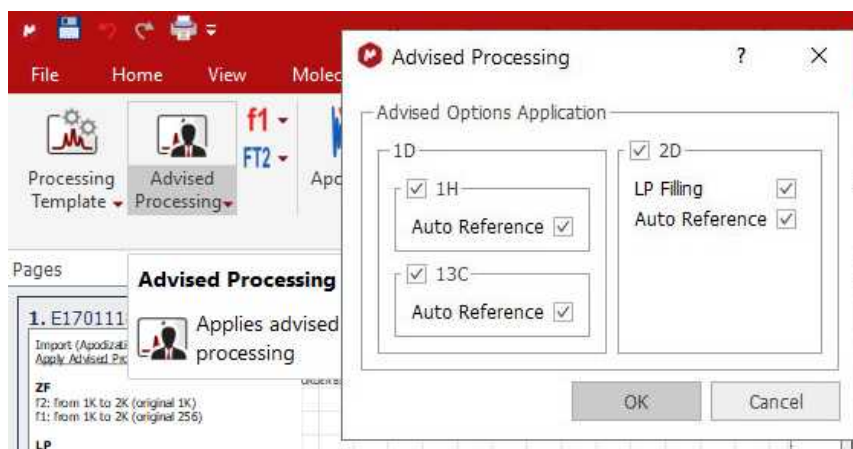 File Home View Molec
Processing Template
Advised Processing
f1
FT2
Apo
Advised Processing ? ×
Advised Options Application
1D
1H
Auto Reference
13C
Auto Reference
2D
LP Filling
Auto Reference
OK Cancel
Pages
Advised Processing
Applies advised
processing
1. E170111
Import (Apodizati
Apply Advised Pro
ZF
f2: from 1K to 2K (original 1K)
f1: from 1K to 2K (original 256)
LP